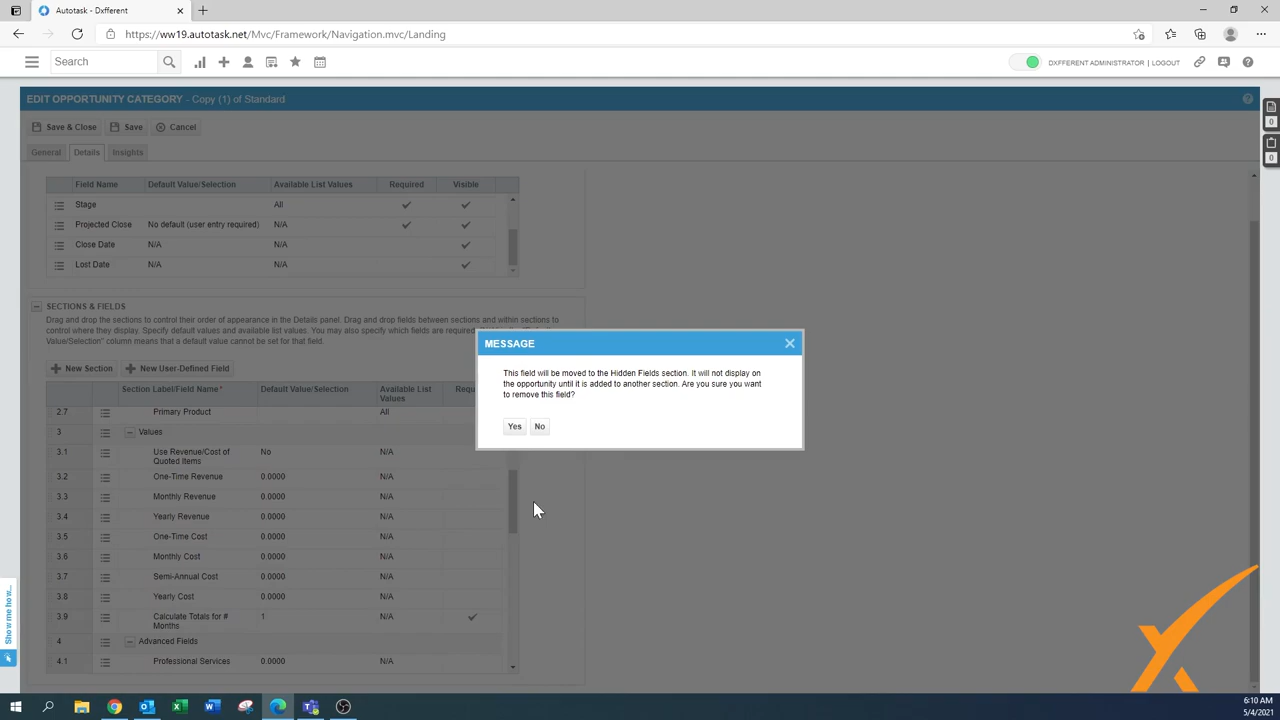 Autotask - Dxfferent
https://ww19.autotask.net/Mvc/Framework/Navigation.mvc/Landing
Search
DXFFERENT ADMINISTRATOR | LOGOUT
EDIT OPPORTUNITY CATEGORY - Copy (1) of Standard
0
0
Save & Close Save Cancel
General Details Insights
Field Name Default Value/Selection Available List Values Required Visible
Stage All
Projected Close No default (user entry required) N/A
Close Date N/A N/A
Lost Date N/A N/A
SECTIONS & FIELDS
Drag and drop the sections to control their order of appearance in the Details panel. Drag and drop fields between sections and within sections to
control where they display. Specify default values and available list values. You may also specify which fields are required.
Value/Selection" column means that a default value cannot be set for that field.
New Section New User-Defined Field
Section Label/Field Name* Default Value/Selection Available List Values Requ
2.7 Primary Product All
3 Values
3.1 Use Revenue/Cost of Quoted Items No N/A
3.2 One-Time Revenue 0.0000 N/A
3.3 Monthly Revenue 0.0000 N/A
3.4 Yearly Revenue 0.0000 N/A
3.5 One-Time Cost 0.0000 N/A
3.6 Monthly Cost 0.0000 N/A
3.7 Semi-Annual Cost 0.0000 N/A
3.8 Yearly Cost 0.0000 N/A
3.9 Calculate Totals for # Months 1 N/A
4 Advanced Fields
4.1 Professional Services 0.0000 N/A
MESSAGE
This field will be moved to the Hidden Fields section. It will not display on
the opportunity until it is added to another section. Are you sure you want
to remove this field?
Yes No
Show me how...
6:10 AM
5/4/2021